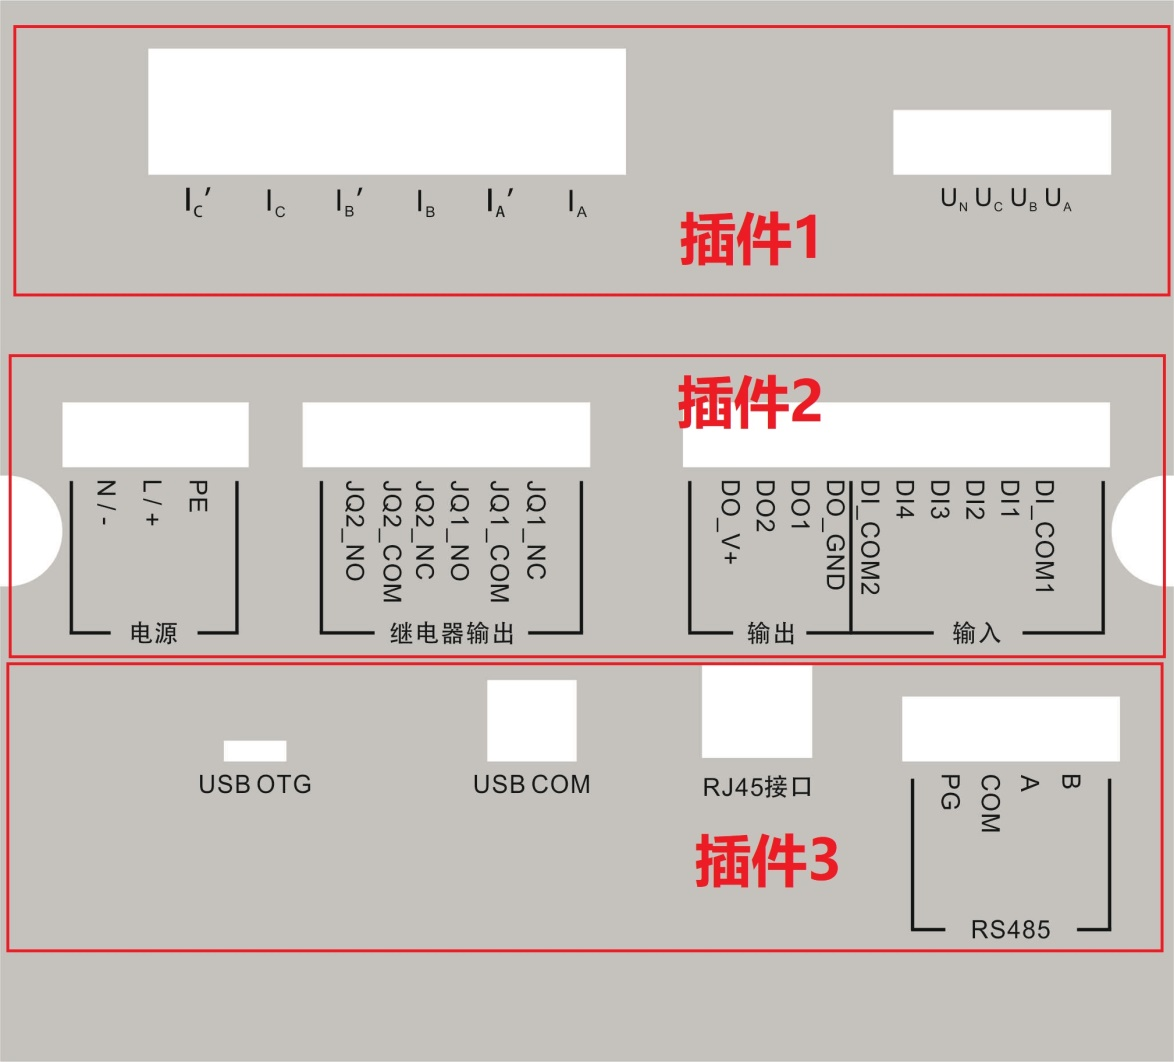 I_C′ I_C I_B′ I_B I_A′ I_A
U_N U_C U_B U_A
插件1
插件2
N/-
L/+
PE
电源
JQ2_NO
JQ2_COM
JQ2_NC
JQ1_NO
JQ1_COM
JQ1_NC
继电器输出
DO_V+
DO2
DO1
DO_GND
输出
DI_COM2
DI4
DI3
DI2
DI1
DI_COM1
输入
USB OTG
USB COM
RJ45接口
插件3
PG
COM
A
B
RS485